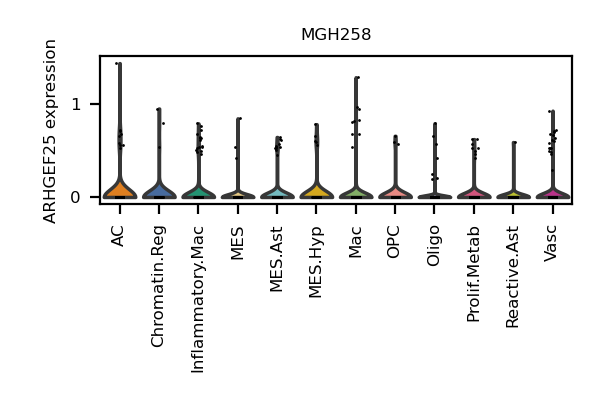 MGH258
ARHGEF25 expression
1
0
AC
Chromatin.Reg
Inflammatory.Mac
MES
MES.Ast
MES.Hyp
Mac
OPC
Oligo
Prolif.Metab
Reactive.Ast
Vasc